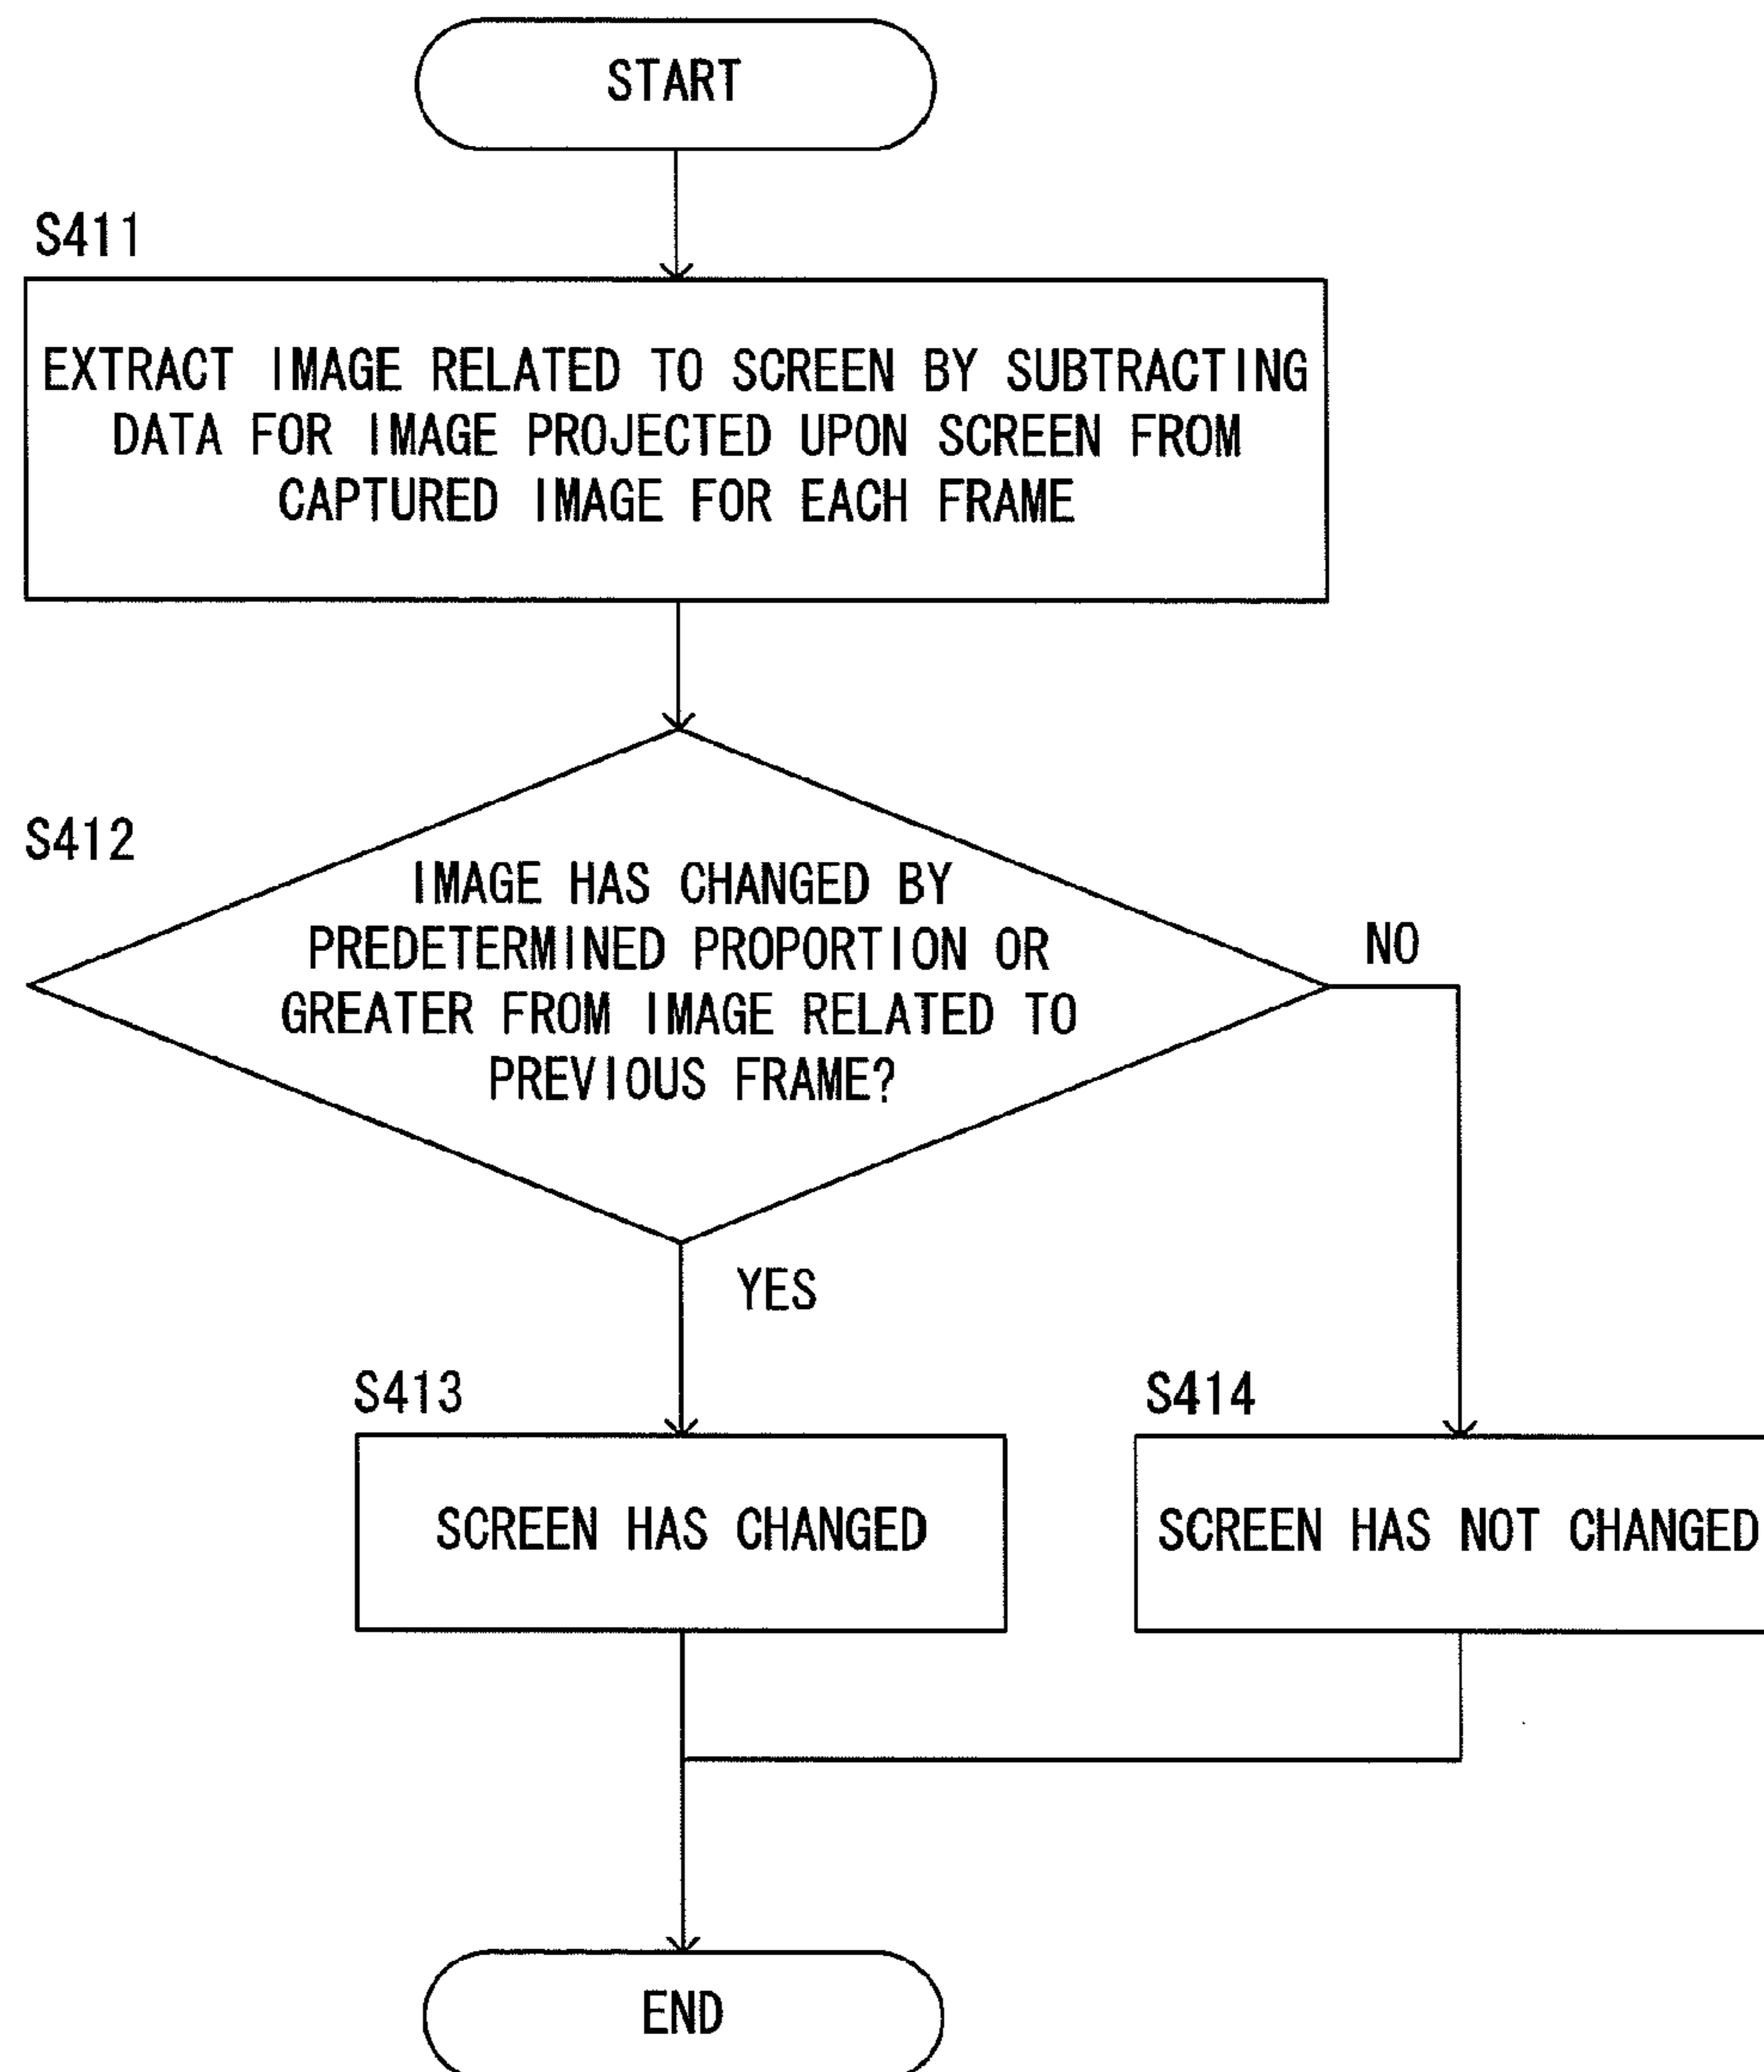 START
S411
EXTRACT IMAGE RELATED TO SCREEN BY SUBTRACTING
DATA FOR IMAGE PROJECTED UPON SCREEN FROM
CAPTURED IMAGE FOR EACH FRAME
S412
IMAGE HAS CHANGED BY
PREDETERMINED PROPORTION OR
GREATER FROM IMAGE RELATED TO
PREVIOUS FRAME?
NO
YES
S413
S414
SCREEN HAS CHANGED
SCREEN HAS NOT CHANGED
END